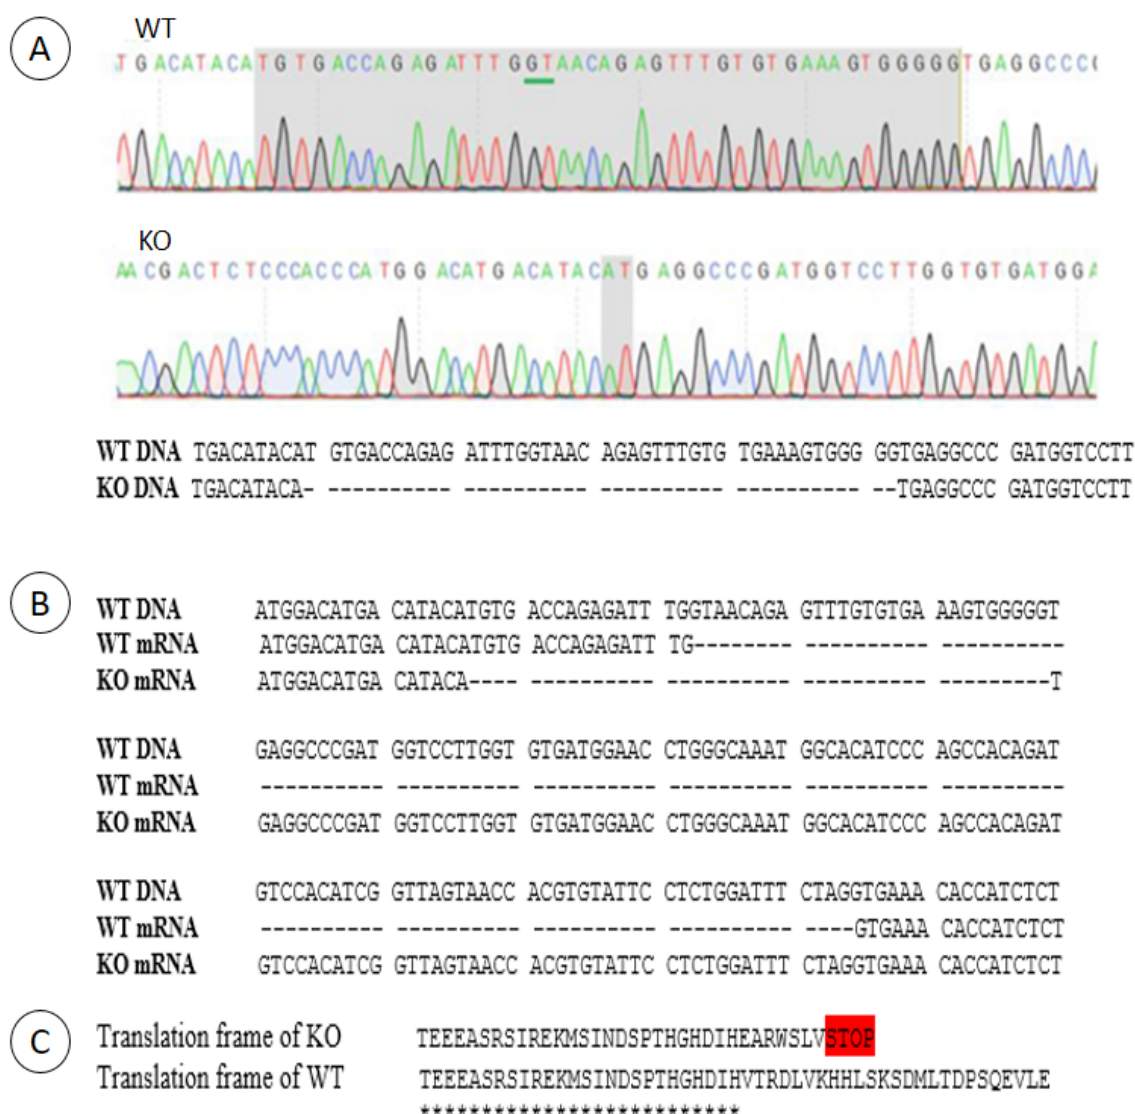 A
WT
TGACATACATGTGACCAGAGATTTGGTAACAGAGTTTGTGTGAAAGTGGGGGTGAGGCCC
KO
AACGACTCTCCCACCCATGGACATGACATACATGAGGCCCGATGGTCCTTGGTGTGATGGA
WT DNA TGACATACAT GTGACCAGAG ATTTGGTAAC AGAGTTTGTG TGAAAGTGGG GGTGAGGCCC GATGGTCCTT
KO DNA TGACATACA- ---------- ---------- ---------- ---------- --TGAGGCCC GATGGTCCTT
B
WT DNA ATGGACATGA CATACATGTG ACCAGAGATT TGGTAACAGA GTTTGTGTGA AAGTGGGGGT
WT mRNA ATGGACATGA CATACATGTG ACCAGAGATT TG-------- ---------- ----------
KO mRNA ATGGACATGA CATACA---- ---------- ---------- ---------- ---------T
WT DNA GAGGCCCGAT GGTCCTTGGT GTGATGGAAC CTGGGCAAAT GGCACATCCC AGCCACAGAT
WT mRNA ---------- ---------- ---------- ---------- ---------- ----------
KO mRNA GAGGCCCGAT GGTCCTTGGT GTGATGGAAC CTGGGCAAAT GGCACATCCC AGCCACAGAT
WT DNA GTCCACATCG GTTAGTAACC ACGTGTATTC CTCTGGATTT CTAGGTGAAA CACCATCTCT
WT mRNA ---------- ---------- ---------- ---------- ----GTGAAA CACCATCTCT
KO mRNA GTCCACATCG GTTAGTAACC ACGTGTATTC CTCTGGATTT CTAGGTGAAA CACCATCTCT
C
Translation frame of KO TEEEASRSIREKMSINDSPTHGHDIHEARWSLVSTOP
Translation frame of WT TEEEASRSIREKMSINDSPTHGHDIHVTRDLVKHHLSKSDMLTDPSQEVLE
**************************